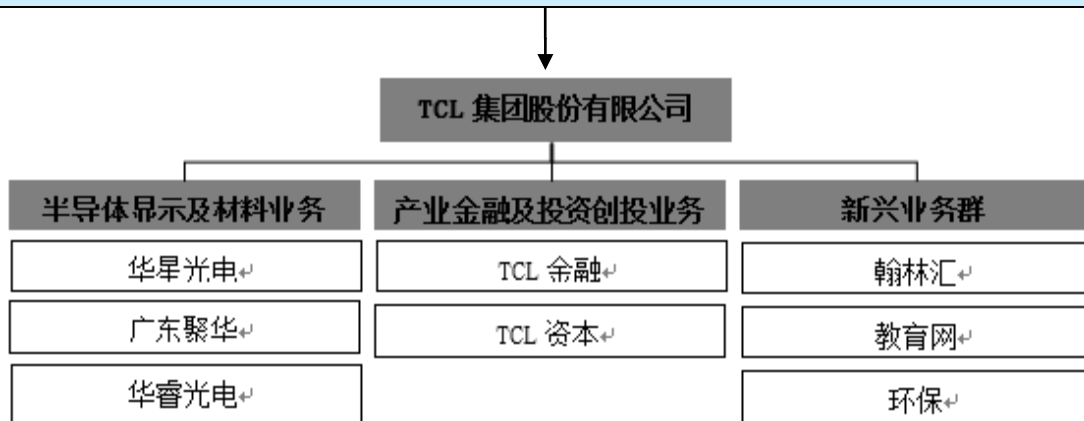 TCL 集团股份有限公司
半导体显示及材料业务
产业金融及投资创投业务
新兴业务群
华星光电
TCL 金融
翰林汇
广东聚华
TCL 资本
教育网
华睿光电
环保